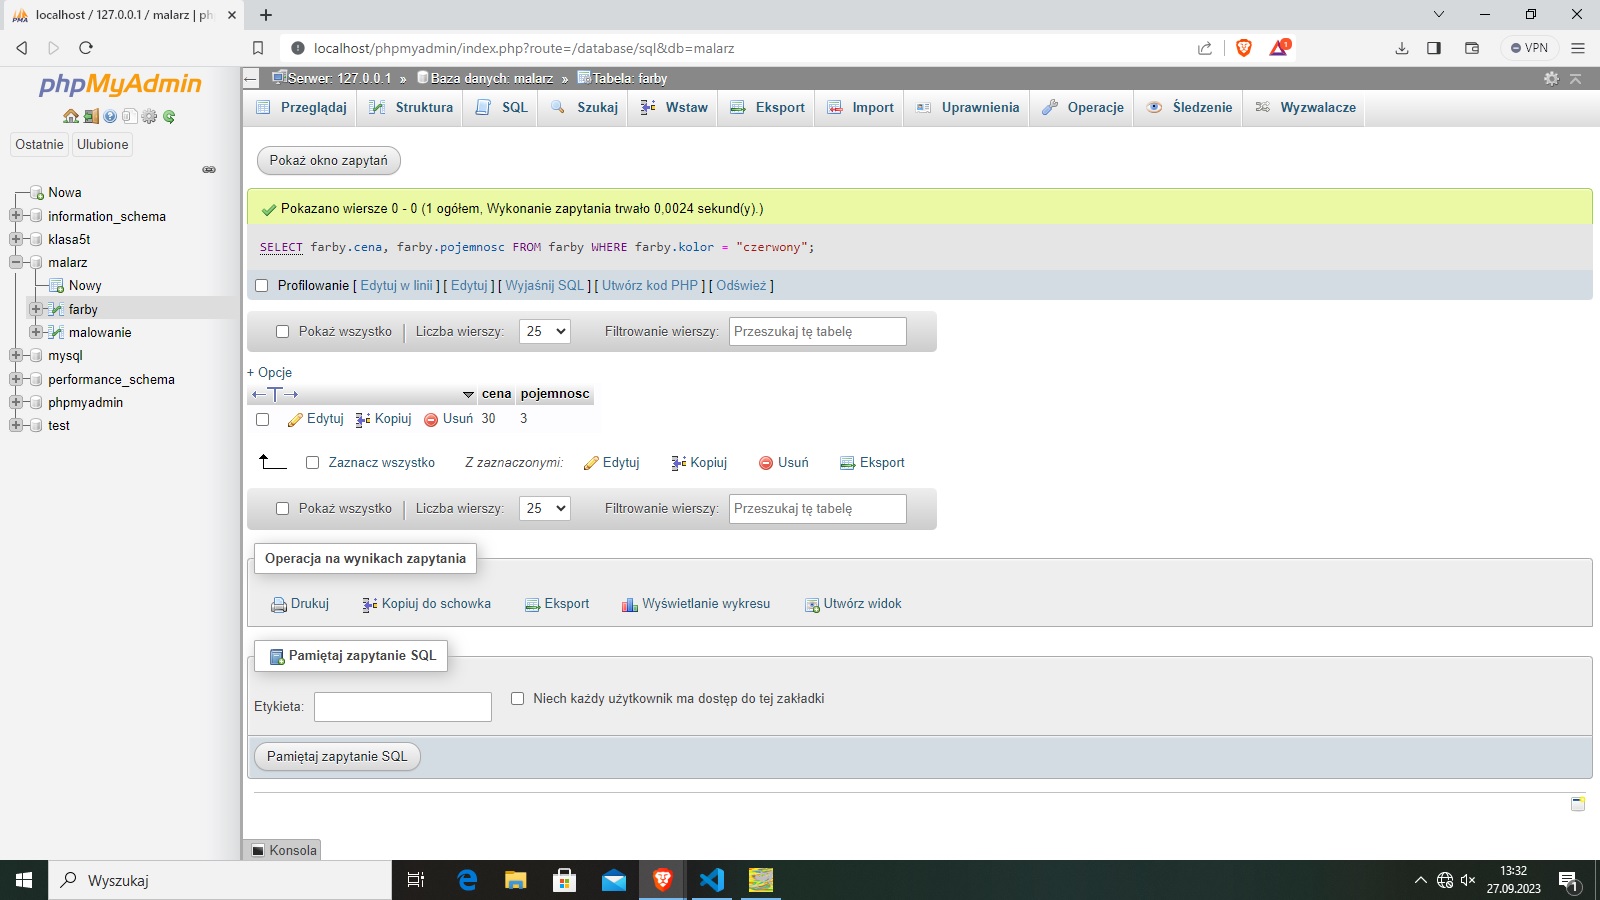 localhost / 127.0.0.1 / malarz | ph
localhost/phpmyadmin/index.php?route=/database/sql&db=malarz
1
VPN
phpMyAdmin
Ostatnie Ulubione
Nowa
information_schema
klasa5t
malarz
Nowy
farby
malowanie
mysql
performance_schema
phpmyadmin
test
Serwer: 127.0.0.1 » Baza danych: malarz » Tabela: farby
Przeglądaj Struktura SQL Szukaj Wstaw Eksport Import Uprawnienia Operacje Śledzenie Wyzwalacze
Pokaż okno zapytań
Pokazano wiersze 0 - 0 (1 ogółem, Wykonanie zapytania trwało 0,0024 sekund(y).)
SELECT farby.cena, farby.pojemnosc FROM farby WHERE farby.kolor = "czerwony";
Profilowanie [ Edytuj w linii ] [ Edytuj ] [ Wyjaśnij SQL ] [ Utwórz kod PHP ] [ Odśwież ]
Pokaż wszystko | Liczba wierszy: 25 Filtrowanie wierszy: Przeszukaj tę tabelę
+ Opcje
←T→ cena pojemnosc
Edytuj Kopiuj Usuń 30 3
Zaznacz wszystko Z zaznaczonymi: Edytuj Kopiuj Usuń Eksport
Pokaż wszystko | Liczba wierszy: 25 Filtrowanie wierszy: Przeszukaj tę tabelę
Operacja na wynikach zapytania
Drukuj Kopiuj do schowka Eksport Wyświetlanie wykresu Utwórz widok
Pamiętaj zapytanie SQL
Etykieta: Niech każdy użytkownik ma dostęp do tej zakładki
Pamiętaj zapytanie SQL
Konsola
Wyszukaj
13:32
27.09.2023
1